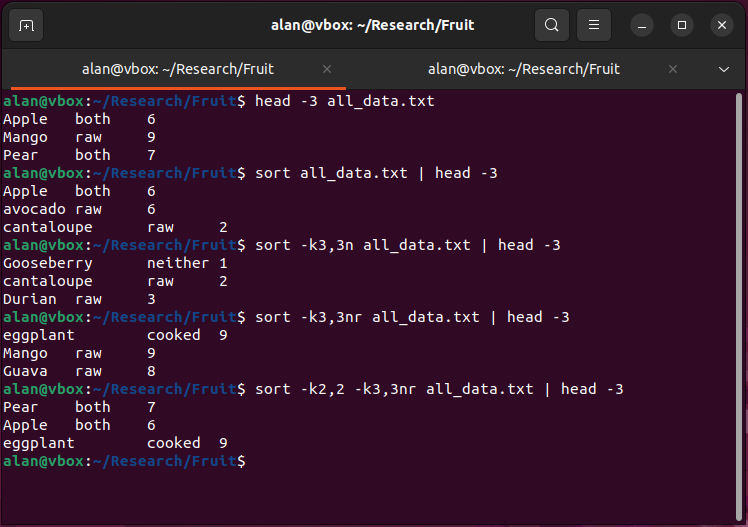 alan@vbox: ~/Research/Fruit
alan@vbox: ~/Research/Fruit alan@vbox: ~/Research/Fruit
alan@vbox:~/Research/Fruit$ head -3 all_data.txt
Apple   both    6
Mango   raw     9
Pear    both    7
alan@vbox:~/Research/Fruit$ sort all_data.txt | head -3
Apple   both    6
avocado raw     6
cantaloupe      raw     2
alan@vbox:~/Research/Fruit$ sort -k3,3n all_data.txt | head -3
Gooseberry      neither 1
cantaloupe      raw     2
Durian  raw     3
alan@vbox:~/Research/Fruit$ sort -k3,3nr all_data.txt | head -3
eggplant        cooked  9
Mango   raw     9
Guava   raw     8
alan@vbox:~/Research/Fruit$ sort -k2,2 -k3,3nr all_data.txt | head -3
Pear    both    7
Apple   both    6
eggplant        cooked  9
alan@vbox:~/Research/Fruit$